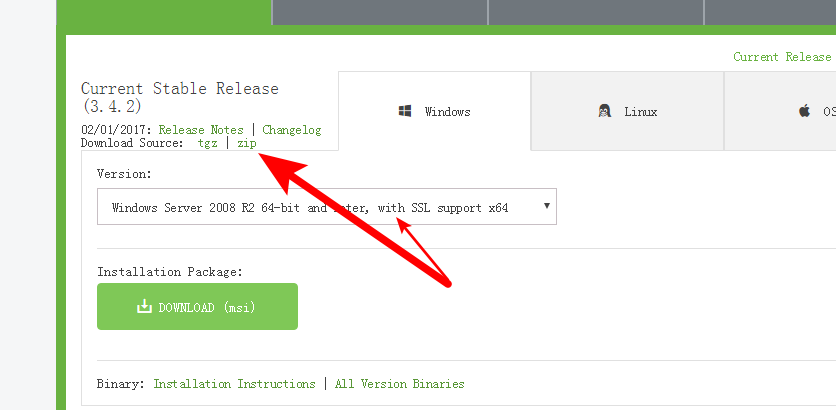 Current Release
Current Stable Release
(3.4.2)
02/01/2017: Release Notes | Changelog
Download Source: tgz | zip
Windows
Linux
OS
Version:
Windows Server 2008 R2 64-bit and later, with SSL support x64
Installation Package:
DOWNLOAD (msi)
Binary: Installation Instructions | All Version Binaries